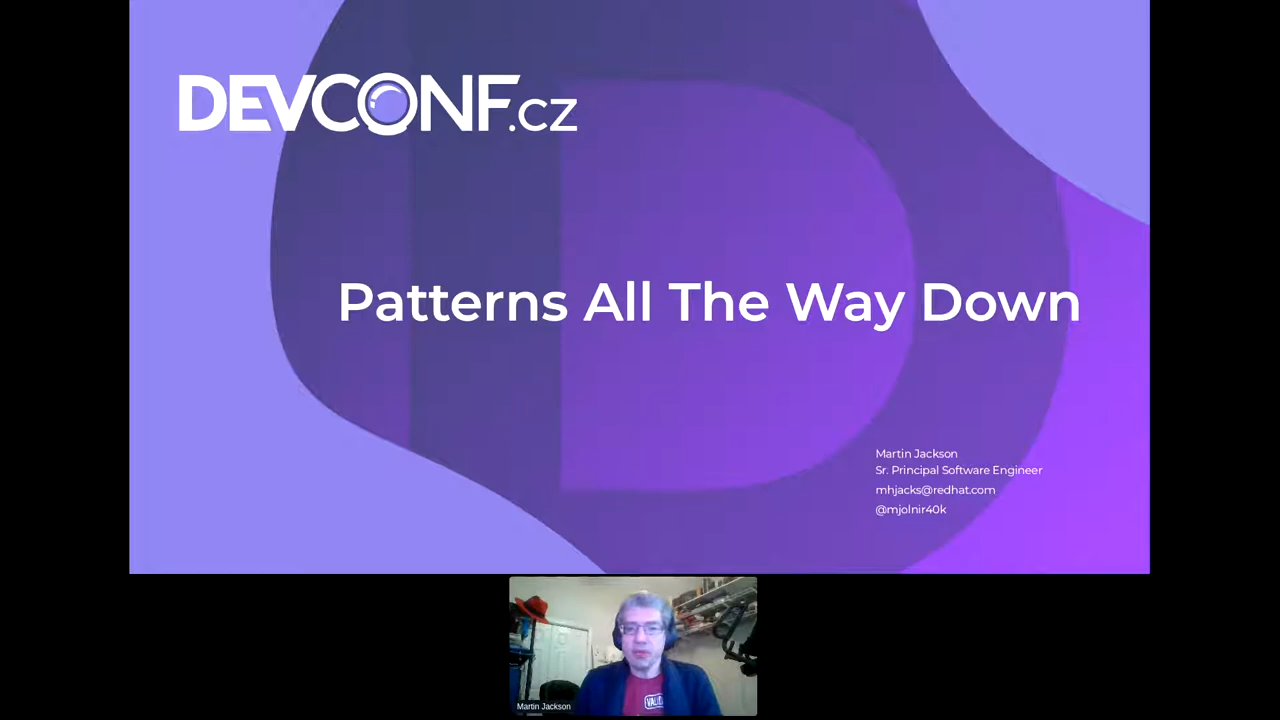 DEVCONF.cz
Patterns All The Way Down
Martin Jackson
Sr. Principal Software Engineer
mhjacks@redhat.com
@mjolnir40k
Martin Jackson